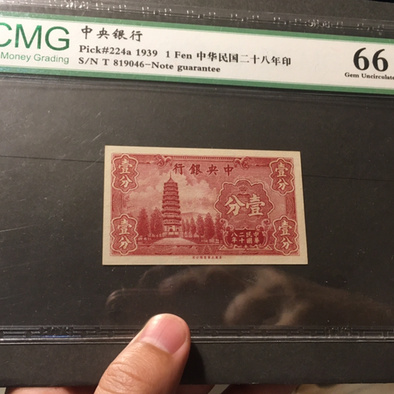 CMG
Money Grading
中央银行
Pick#224a 1939 1 Fen 中华民国二十八年印
S/N T 819046-Note guarantee
66
Gem Uncirculate
行銀央中
壹分
壹分
分壹
壹分
壹分